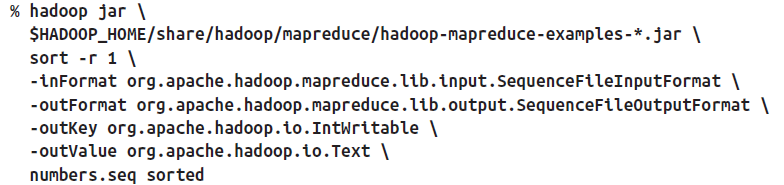 % hadoop jar \
$HADOOP_HOME/share/hadoop/mapreduce/hadoop-mapreduce-examples-*.jar \
sort -r 1 \
-inFormat org.apache.hadoop.mapreduce.lib.input.SequenceFileInputFormat \
-outFormat org.apache.hadoop.mapreduce.lib.output.SequenceFileOutputFormat \
-outKey org.apache.hadoop.io.IntWritable \
-outValue org.apache.hadoop.io.Text \
numbers.seq sorted